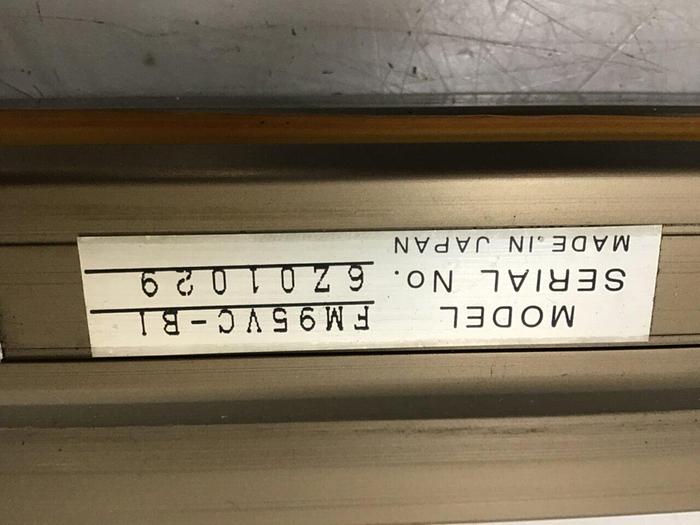 MODEL FM95VC-B1
SERIAL No. 6Z01029
MADE IN JAPAN